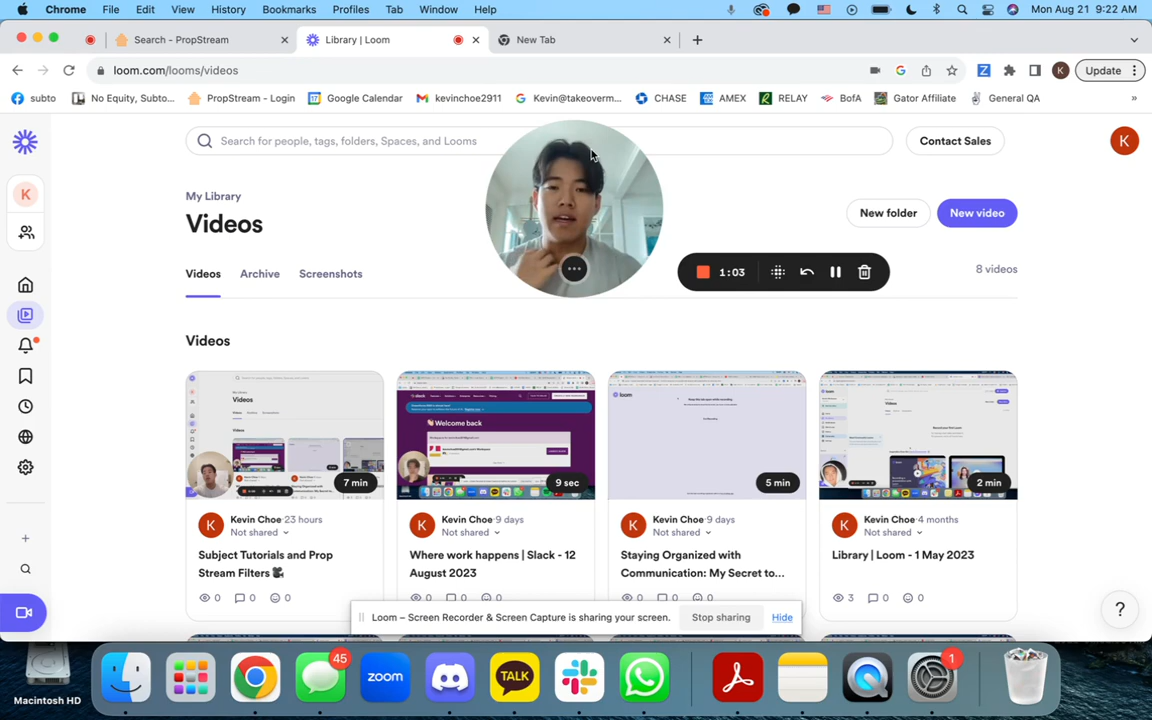 Chrome File Edit View History Bookmarks Profiles Tab Window Help Mon Aug 21 9:22 AM
Search - PropStream Library | Loom New Tab
loom.com/looms/videos Update
subto No Equity, Subto... PropStream - Login Google Calendar kevinchoe2911 Kevin@takeoverm... CHASE AMEX RELAY BofA Gator Affiliate General QA »
Search for people, tags, folders, Spaces, and Looms Contact Sales K
K
My Library
Videos New folder New video
Videos Archive Screenshots 1:03 8 videos
Videos
7 min 9 sec 5 min 2 min
K Kevin Choe 23 hours K Kevin Choe 9 days K Kevin Choe 9 days K Kevin Choe 4 months
Not shared Not shared Not shared Not shared
Subject Tutorials and Prop Where work happens | Slack - 12 Staying Organized with Library | Loom - 1 May 2023
Stream Filters August 2023 Communication: My Secret to...
0 0 0 0 0 0 0 0 0 3 0 0
Loom – Screen Recorder & Screen Capture is sharing your screen. Stop sharing Hide ?
45 zoom TALK 1
Macintosh HD